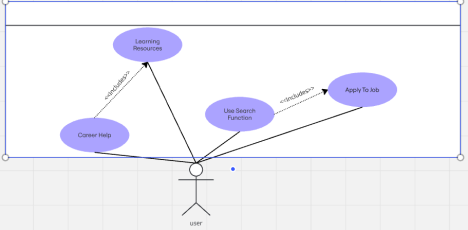 Learning
Resources
<<Includes>>
<<Includes>>
Apply To Job
Use Search
Function
Career Help
user